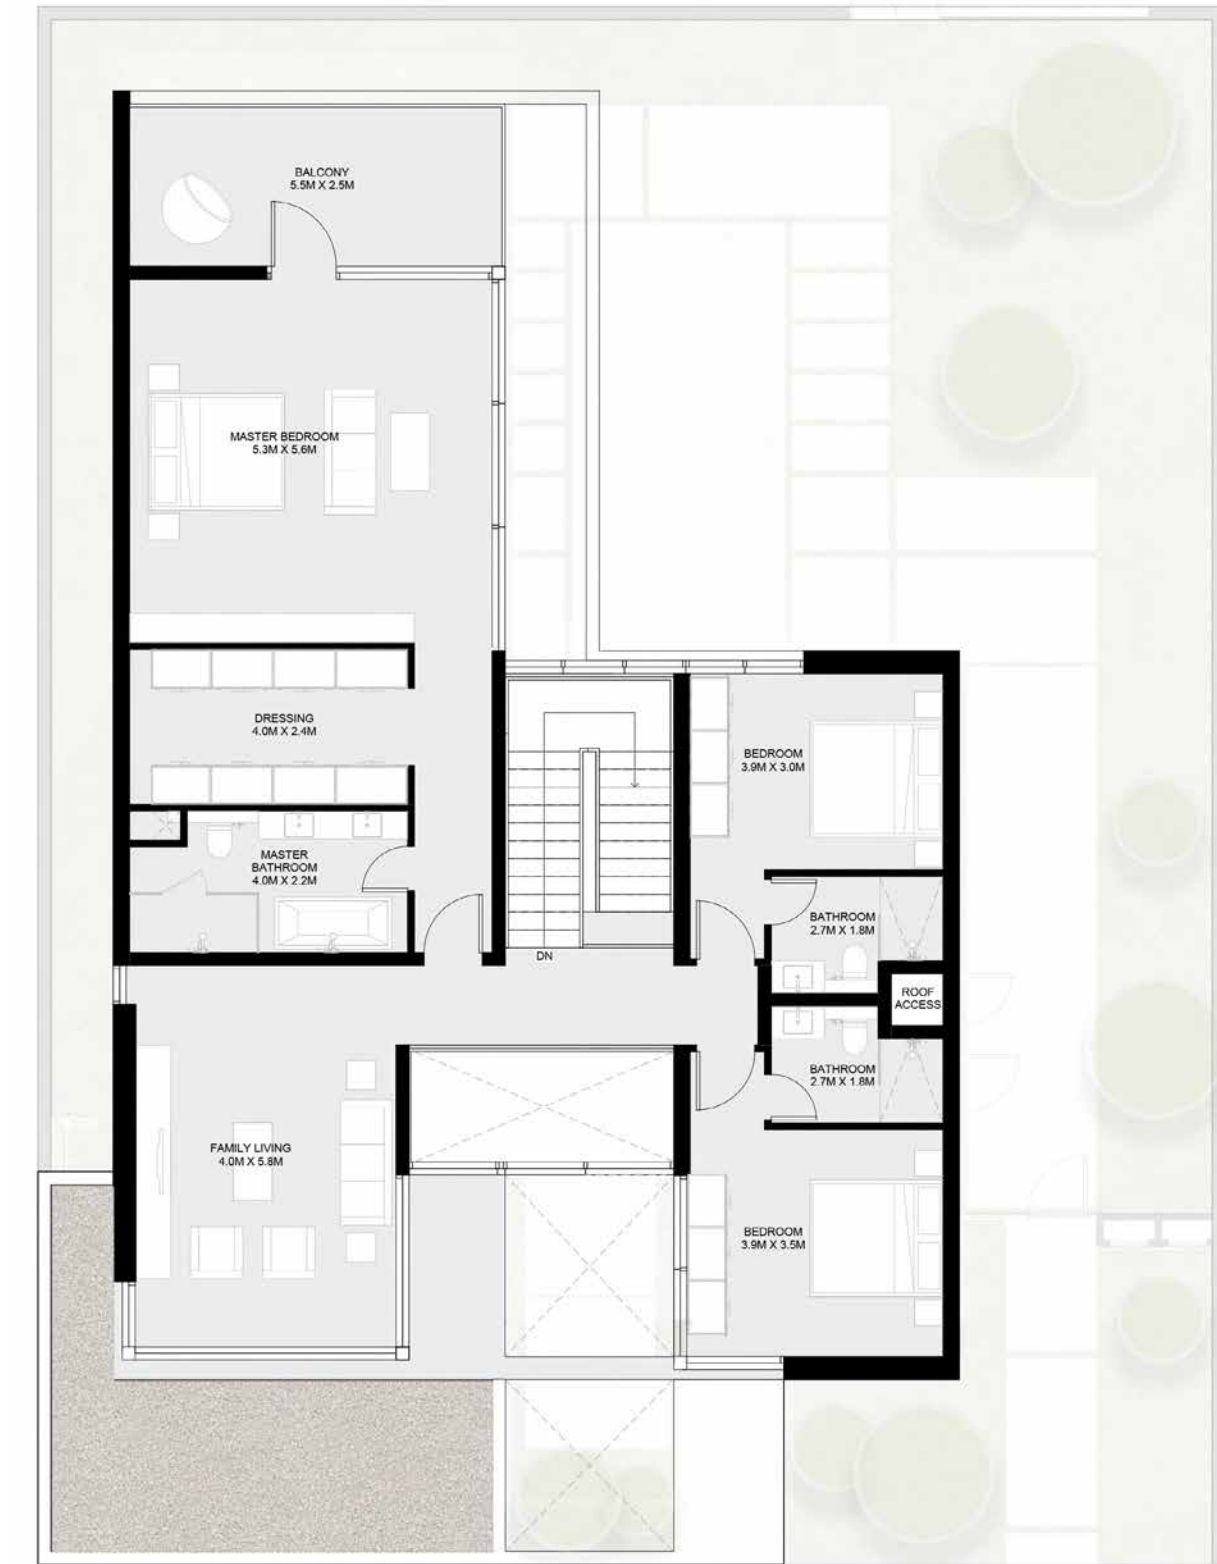 BALCONY
5.5M X 2.5M
MASTER BEDROOM
5.3M X 5.6M
DRESSING
4.0M X 2.4M
BEDROOM
3.9M X 3.0M
MASTER
BATHROOM
4.0M X 2.2M
BATHROOM
2.7M X 1.8M
DN
ROOF
ACCESS
BATHROOM
2.7M X 1.8M
FAMILY LIVING
4.0M X 5.8M
BEDROOM
3.9M X 3.5M